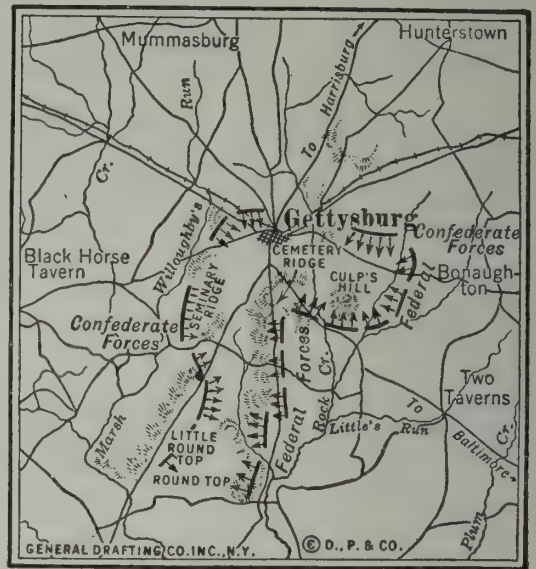 Mummasburg
Hunterstown
Run
To Harrisburg
Cr.
Willoughby's
Gettysburg
CEMETERY
RIDGE
Confederate
Forces
Black Horse
Tavern
CULP'S
HILL
Bonaugh-
ton
Federal
SEMINARY
RIDGE
Confederate
Forces
Forces
Cr.
Two
Taverns
Marsh
Federal
Rock
Little's Run
To
Baltimore
Cr.
LITTLE
ROUND
TOP
ROUND TOP
Plum
GENERAL DRAFTING CO. INC., N.Y.
© D., P. & CO.